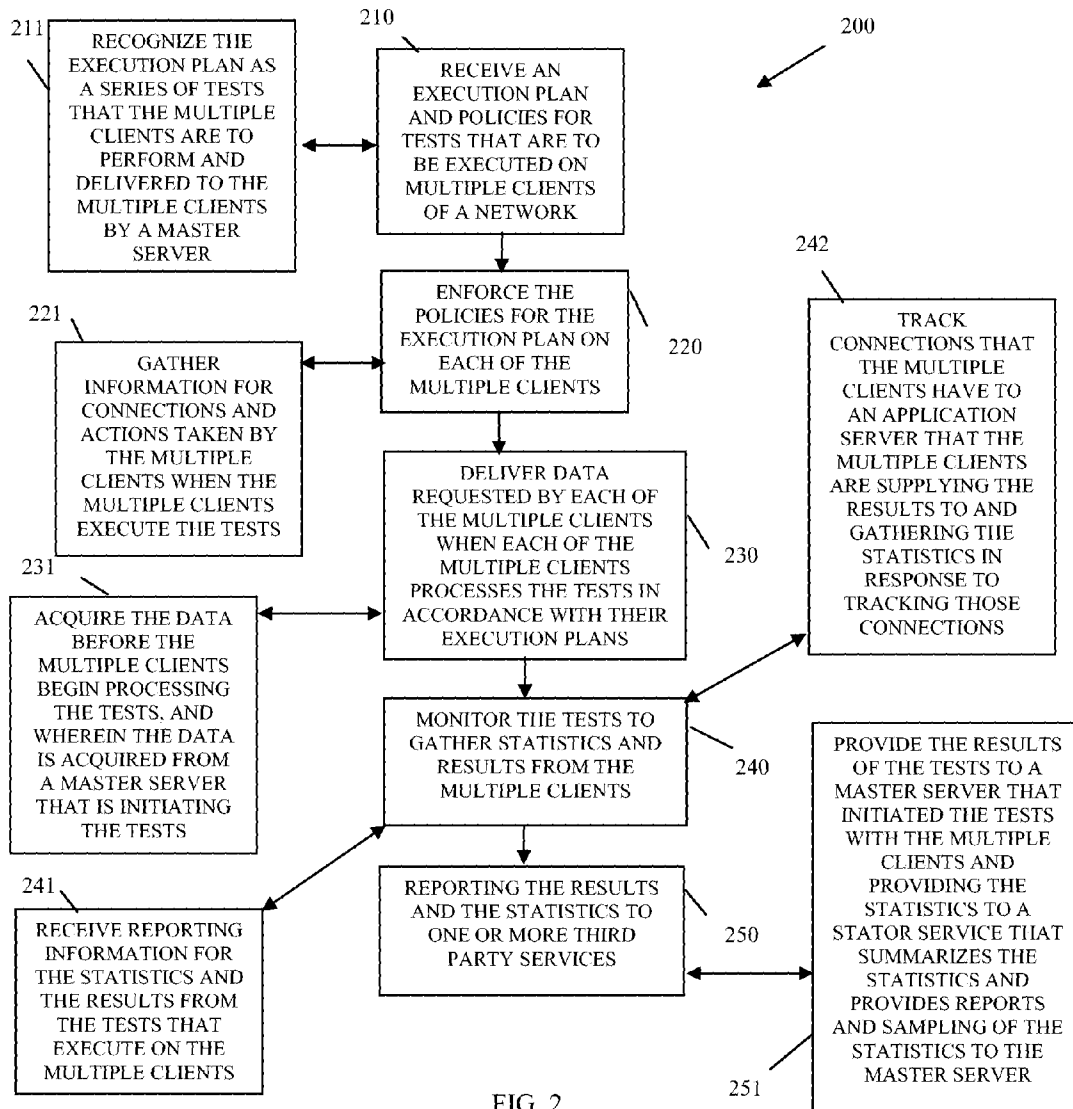 200
210
RECEIVE AN
EXECUTION PLAN
AND POLICIES FOR
TESTS THAT ARE TO
BE EXECUTED ON
MULTIPLE CLIENTS
OF A NETWORK
211
RECOGNIZE THE
EXECUTION PLAN AS
A SERIES OF TESTS
THAT THE MULTIPLE
CLIENTS ARE TO
PERFORM AND
DELIVERED TO THE
MULTIPLE CLIENTS
BY A MASTER
SERVER
220
ENFORCE THE
POLICIES FOR THE
EXECUTION PLAN ON
EACH OF THE
MULTIPLE CLIENTS
221
GATHER
INFORMATION FOR
CONNECTIONS AND
ACTIONS TAKEN BY
THE MULTIPLE
CLIENTS WHEN THE
MULTIPLE CLIENTS
EXECUTE THE TESTS
230
DELIVER DATA
REQUESTED BY EACH OF
THE MULTIPLE CLIENTS
WHEN EACH OF THE
MULTIPLE CLIENTS
PROCESSES THE TESTS IN
ACCORDANCE WITH THEIR
EXECUTION PLANS
231
ACQUIRE THE DATA
BEFORE THE
MULTIPLE CLIENTS
BEGIN PROCESSING
THE TESTS, AND
WHEREIN THE DATA
IS ACQUIRED FROM
A MASTER SERVER
THAT IS INITIATING
THE TESTS
240
MONITOR THE TESTS TO
GATHER STATISTICS AND
RESULTS FROM THE
MULTIPLE CLIENTS
241
RECEIVE REPORTING
INFORMATION FOR
THE STATISTICS AND
THE RESULTS FROM
THE TESTS THAT
EXECUTE ON THE
MULTIPLE CLIENTS
242
TRACK
CONNECTIONS THAT
THE MULTIPLE
CLIENTS HAVE TO
AN APPLICATION
SERVER THAT THE
MULTIPLE CLIENTS
ARE SUPPLYING THE
RESULTS TO AND
GATHERING THE
STATISTICS IN
RESPONSE TO
TRACKING THOSE
CONNECTIONS
250
REPORTING THE RESULTS
AND THE STATISTICS TO
ONE OR MORE THIRD
PARTY SERVICES
251
PROVIDE THE RESULTS
OF THE TESTS TO A
MASTER SERVER THAT
INITIATED THE TESTS
WITH THE MULTIPLE
CLIENTS AND
PROVIDING THE
STATISTICS TO A
STATOR SERVICE THAT
SUMMARIZES THE
STATISTICS AND
PROVIDES REPORTS
AND SAMPLING OF THE
STATISTICS TO THE
MASTER SERVER
FIG. 2